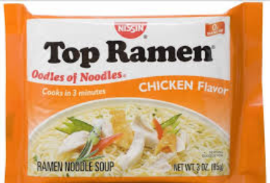 NISSIN
Top Ramen®
Oodles of Noodles®
Cooks in 3 minutes
CHICKEN Flavor
RAMEN NOODLE SOUP
NET WT. 3 OZ. (85g)